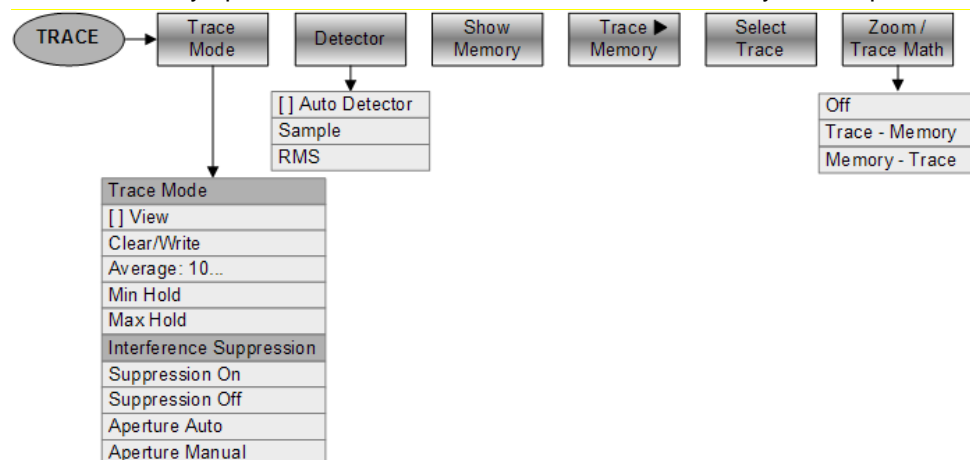 TRACE
Trace
Mode
Detector
Show
Memory
Trace ▶
Memory
Select
Trace
Zoom /
Trace Math
[ ] Auto Detector
Sample
RMS
Off
Trace - Memory
Memory - Trace
Trace Mode
[ ] View
Clear/Write
Average: 10...
Min Hold
Max Hold
Interference Suppression
Suppression On
Suppression Off
Aperture Auto
Aperture Manual